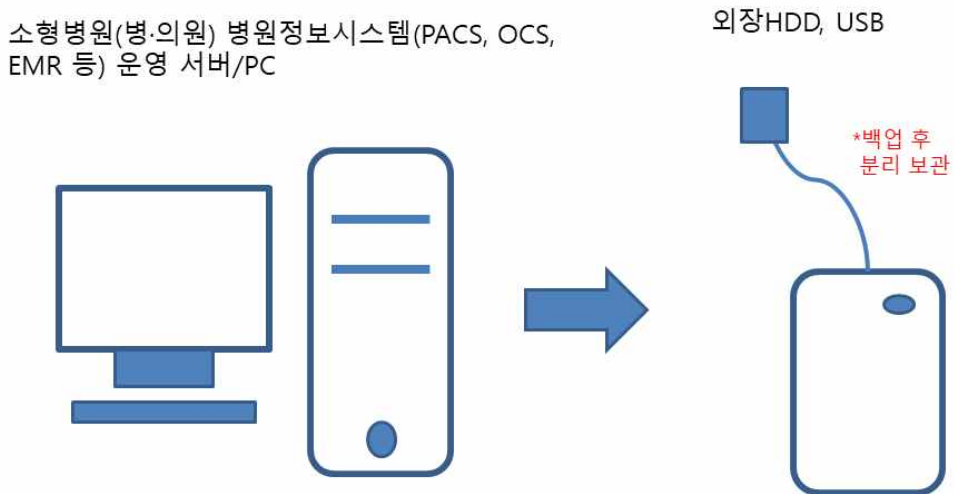 소형병원(병·의원) 병원정보시스템(PACS, OCS,
EMR 등) 운영 서버/PC
외장HDD, USB
*백업 후
분리 보관